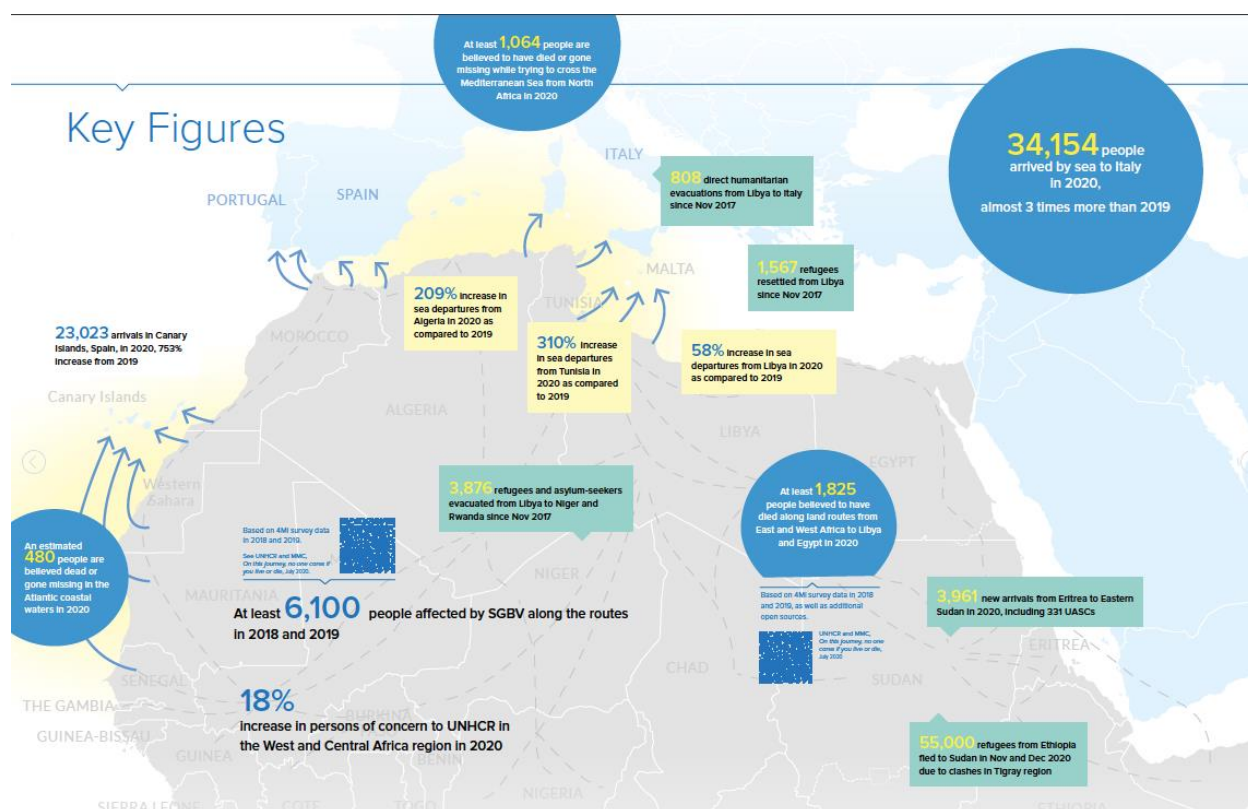 At least 1,064 people are
believed to have died or gone
missing while trying to cross the
Mediterranean Sea from North
Africa in 2020
Key Figures
34,154 people
arrived by sea to Italy
in 2020,
almost 3 times more than 2019
ITALY
808 direct humanitarian
evacuations from Libya to Italy
since Nov 2017
PORTUGAL
SPAIN
MALTA
1,567 refugees
resettled from Libya
since Nov 2017
209% increase in
sea departures from
Algeria in 2020 as
compared to 2019
TUNISIA
23,023 arrivals in Canary
Islands, Spain, in 2020, 753%
increase from 2019
MOROCCO
310% increase
in sea departures
from Tunisia in
2020 as compared
to 2019
58% increase in sea
departures from Libya in 2020
as compared to 2019
Canary Islands
ALGERIA
LIBYA
EGYPT
Western
Sahara
3,876 refugees and asylum-seekers
evacuated from Libya to Niger and
Rwanda since Nov 2017
At least 1,825
people believed to have
died along land routes from
East and West Africa to Libya
and Egypt in 2020
An estimated
480 people are
believed dead or
gone missing in the
Atlantic coastal
waters in 2020
Based on 4Mi survey data
in 2018 and 2019.
See UNHCR and MMC,
On this journey, no one cares if
you live or die, July 2020.
NIGER
MAURITANIA
Based on 4Mi survey data in 2018
and 2019, as well as additional
open sources.
UNHCR and MMC,
On this journey, no one
cares if you live or die,
July 2020
3,961 new arrivals from Eritrea to Eastern
Sudan in 2020, including 331 UASCs
At least 6,100 people affected by SGBV along the routes
in 2018 and 2019
ERITREA
CHAD
SUDAN
SENEGAL
18%
increase in persons of concern to UNHCR in
the West and Central Africa region in 2020
THE GAMBIA
BURKINA
GUINEA-BISSAU
GUINEA
BENIN
55,000 refugees from Ethiopia
fled to Sudan in Nov and Dec 2020
due to clashes in Tigray region
NIGERIA
SIERRA LEONE
COTE
TOGO
ETHIOPIA